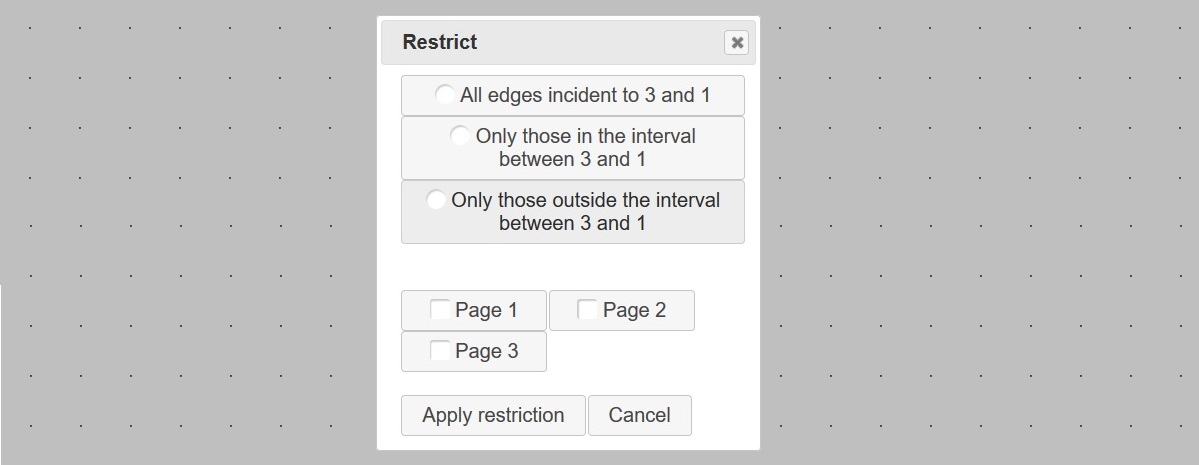 Restrict
All edges incident to 3 and 1
Only those in the interval
between 3 and 1
Only those outside the interval
between 3 and 1
Page 1
Page 2
Page 3
Apply restriction
Cancel